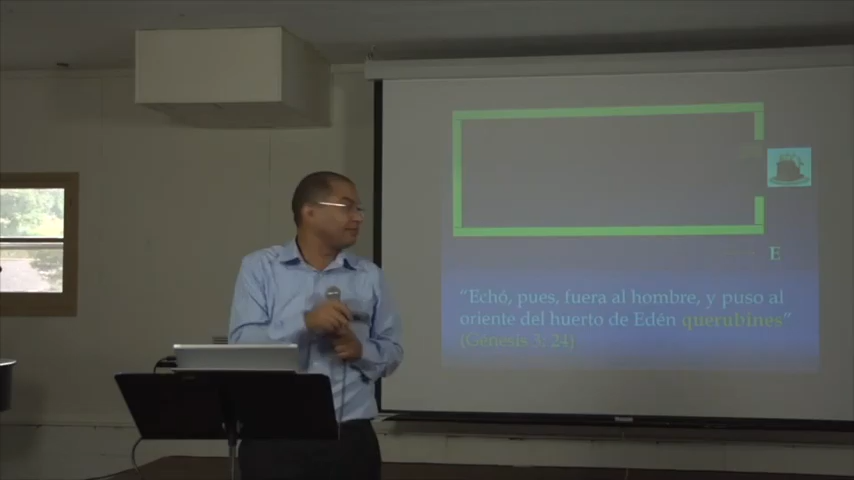 E
“Echó, pues, fuera al hombre, y puso al
oriente del huerto de Edén querubines”
(Génesis 3: 24)